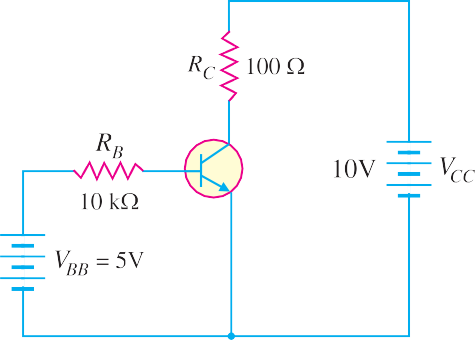 R_C 100 Ω
R_B
10 kΩ
10V V_CC
V_BB = 5V